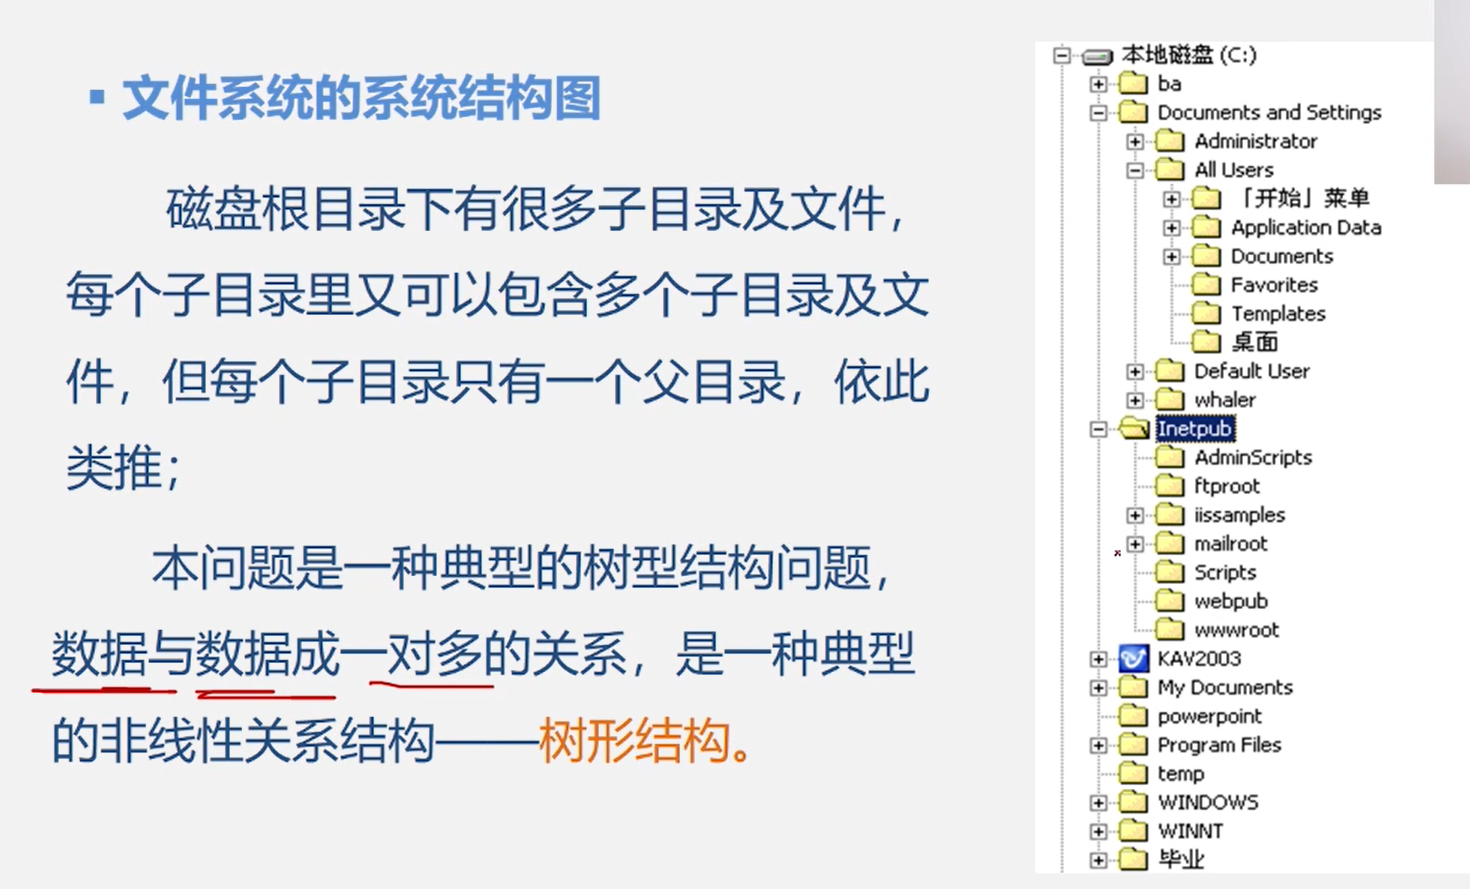 ▪ 文件系统的系统结构图
磁盘根目录下有很多子目录及文件，
每个子目录里又可以包含多个子目录及文
件，但每个子目录只有一个父目录，依此
类推；
本问题是一种典型的树型结构问题，
数据与数据成一对多的关系，是一种典型
的非线性关系结构——树形结构。
本地磁盘 (C:)
ba
Documents and Settings
Administrator
All Users
「开始」菜单
Application Data
Documents
Favorites
Templates
桌面
Default User
whaler
Inetpub
AdminScripts
ftproot
iissamples
mailroot
Scripts
webpub
wwwroot
KAV2003
My Documents
powerpoint
Program Files
temp
WINDOWS
WINNT
毕业